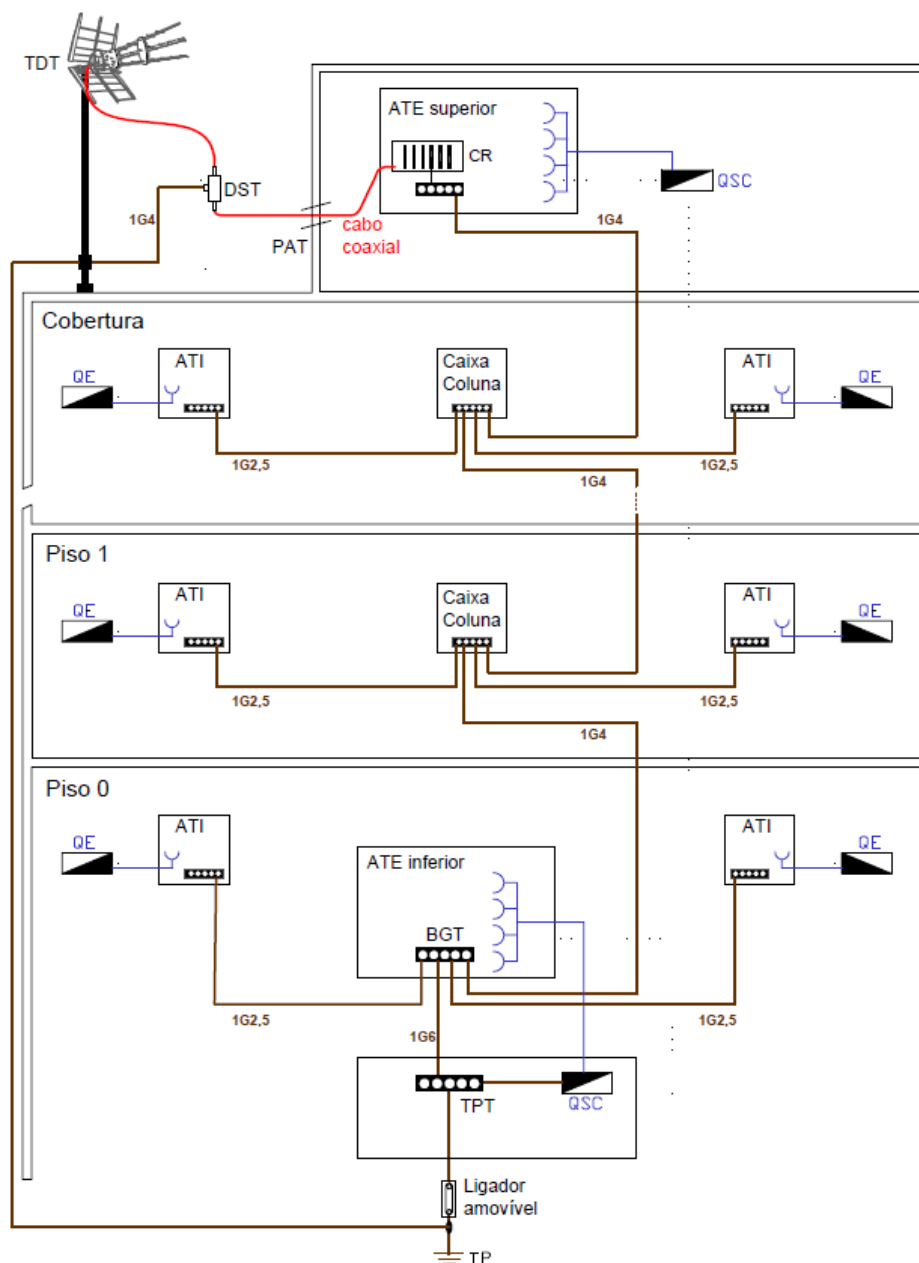 TDT
ATE superior
CR
QSC
DST
1G4
PAT
cabo
coaxial
1G4
Cobertura
QE
ATI
Caixa
Coluna
ATI
QE
1G2,5
1G4
1G2,5
Piso 1
QE
ATI
Caixa
Coluna
ATI
QE
1G2,5
1G4
1G2,5
Piso 0
QE
ATI
ATE inferior
ATI
QE
BGT
1G2,5
1G6
1G2,5
TPT
QSC
Ligador
amovível
TP